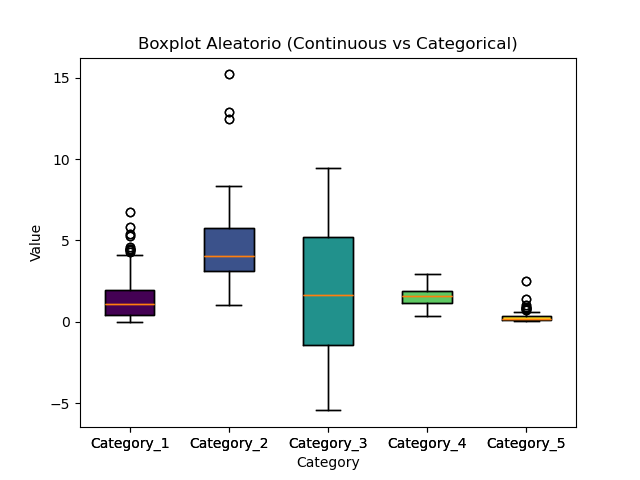 Boxplot Aleatorio (Continuous vs Categorical)
15
10
5
0
−5
Value
Category_1 Category_2 Category_3 Category_4 Category_5
Category